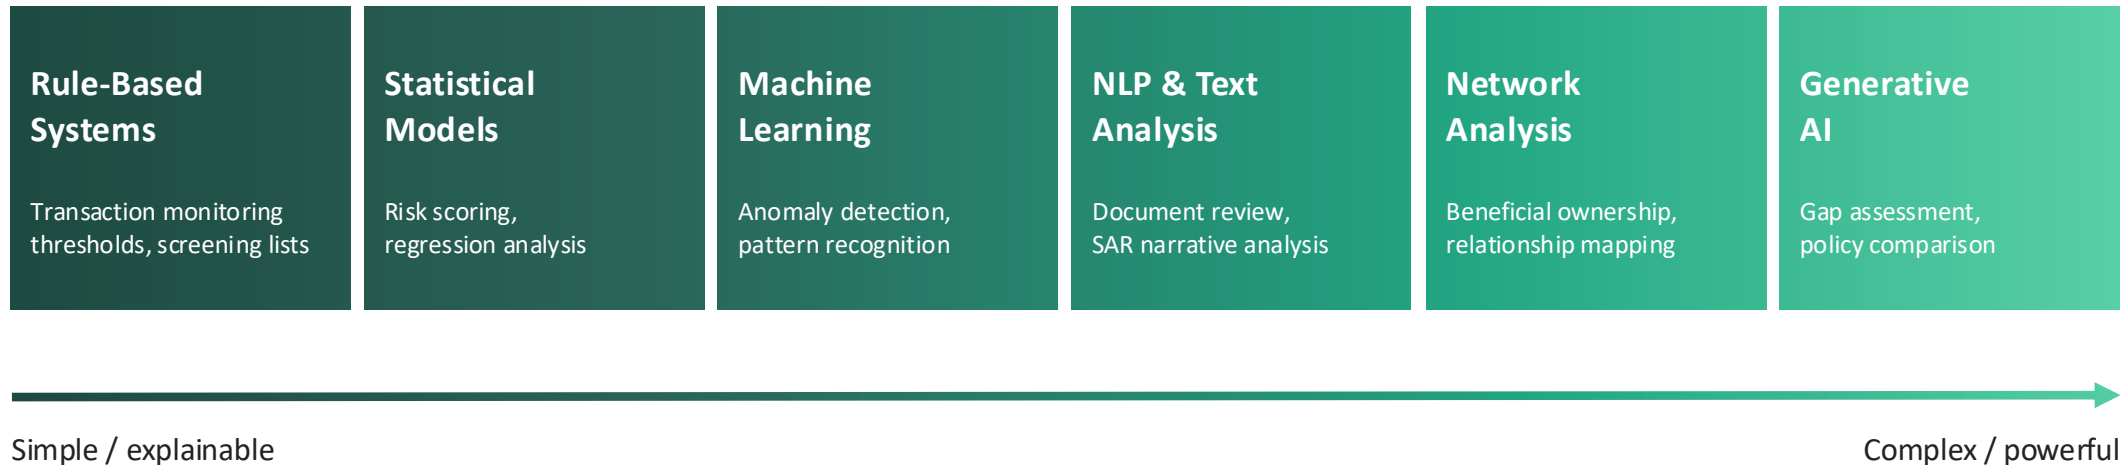 Rule-Based
Systems
Transaction monitoring
thresholds, screening lists
Statistical
Models
Risk scoring,
regression analysis
Machine
Learning
Anomaly detection,
pattern recognition
NLP & Text
Analysis
Document review,
SAR narrative analysis
Network
Analysis
Beneficial ownership,
relationship mapping
Generative
AI
Gap assessment,
policy comparison
Simple / explainable
Complex / powerful